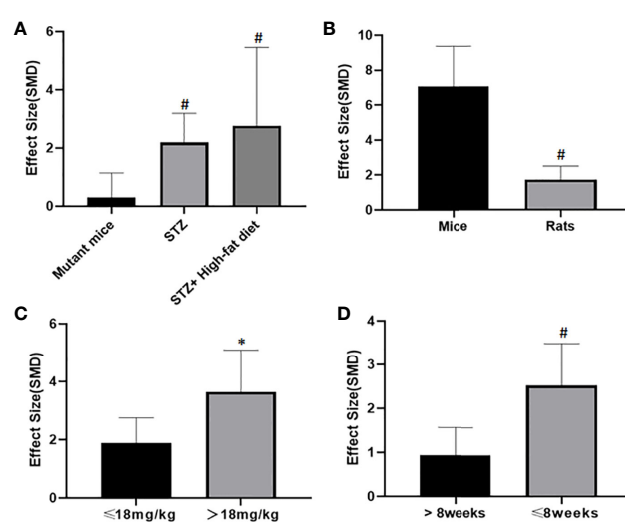 A
Effect Size(SMD)
6
4
2
0
#
#
Mutant mice
STZ
STZ+ High-fat diet
B
Effect Size(SMD)
10
8
6
4
2
0
#
Mice
Rats
C
Effect Size(SMD)
6
4
2
0
*
⩽18mg/kg
>18mg/kg
D
Effect Size(SMD)
4
3
2
1
0
#
> 8weeks
⩽8weeks